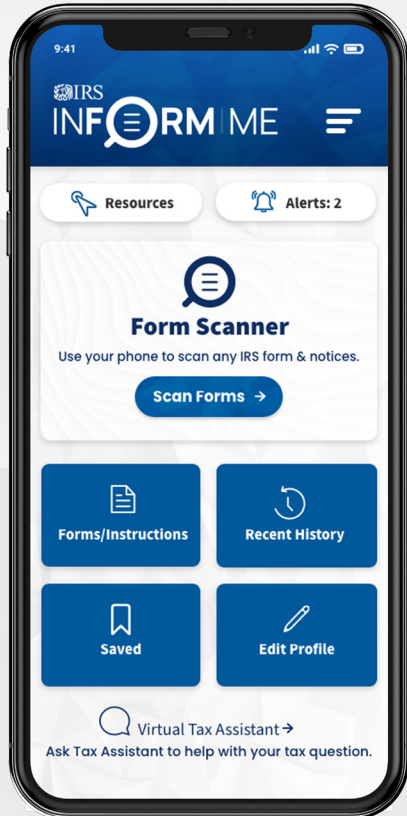 9:41
IRS
INFORM ME
Resources
Alerts: 2
Form Scanner
Use your phone to scan any IRS form & notices.
Scan Forms →
Forms/Instructions
Recent History
Saved
Edit Profile
Virtual Tax Assistant →
Ask Tax Assistant to help with your tax question.